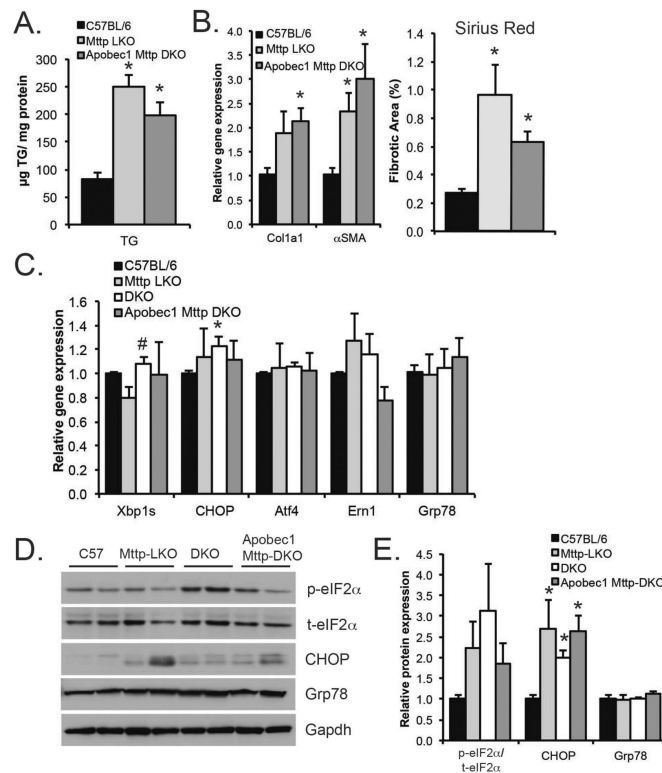 A.
C57BL/6
Mttp LKO
Apobec1 Mttp DKO
µg TG/ mg protein
300
250
200
150
100
50
0
*
*
TG
B.
C57BL/6
Mttp LKO
Apobec1 Mttp DKO
Relative gene expression
4.0
3.5
3.0
2.5
2.0
1.5
1.0
0.5
0.0
*
*
*
Col1a1
αSMA
Sirius Red
Fibrotic Area (%)
1.4
1.2
1.0
0.8
0.6
0.4
0.2
0.0
*
*
C.
C57BL/6
Mttp LKO
DKO
Apobec1 Mttp DKO
Relative gene expression
1.6
1.4
1.2
1.0
0.8
0.6
0.4
0.2
0.0
#
*
Xbp1s
CHOP
Atf4
Ern1
Grp78
D.
C57
Mttp-LKO
DKO
Apobec1
Mttp-DKO
p-eIF2α
t-eIF2α
CHOP
Grp78
Gapdh
E.
C57BL/6
Mttp-LKO
DKO
Apobec1 Mttp-DKO
Relative protein expression
4.5
4.0
3.5
3.0
2.5
2.0
1.5
1.0
0.5
0.0
*
*
*
p-eIF2α/
t-eIF2α
CHOP
Grp78